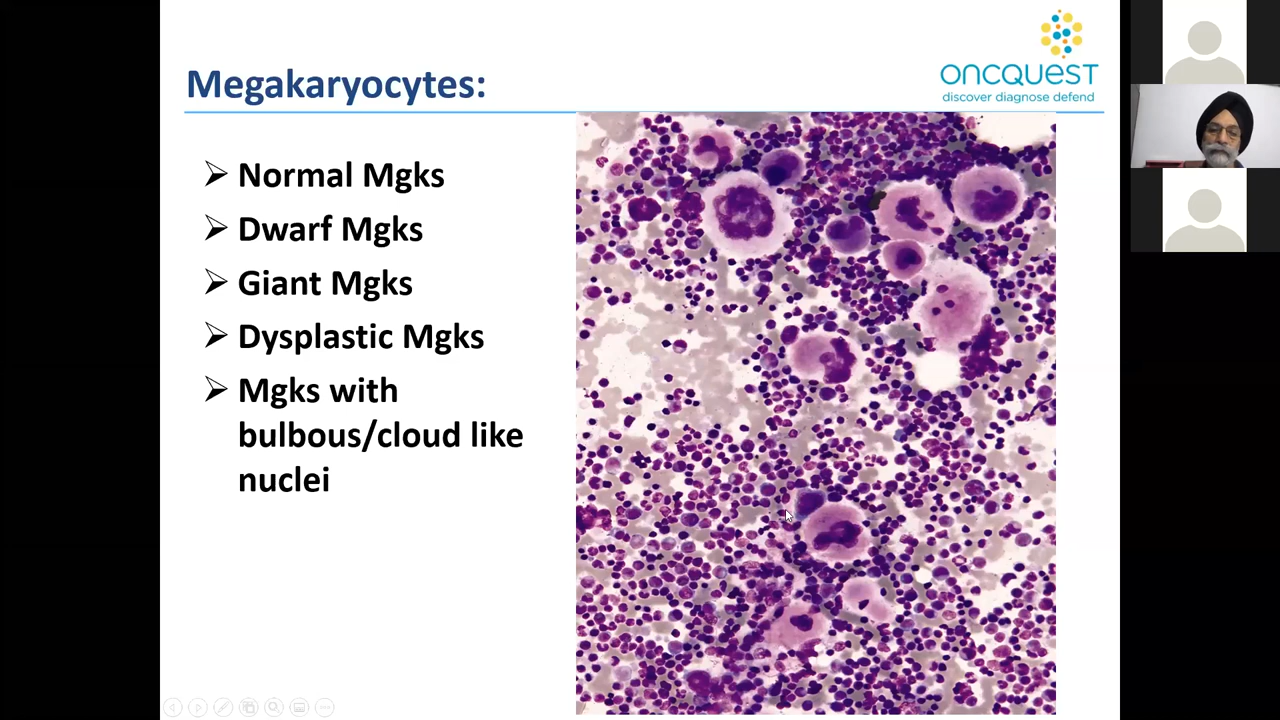 oncquest
discover diagnose defend
Megakaryocytes:
Normal Mgks
Dwarf Mgks
Giant Mgks
Dysplastic Mgks
Mgks with
bulbous/cloud like
nuclei